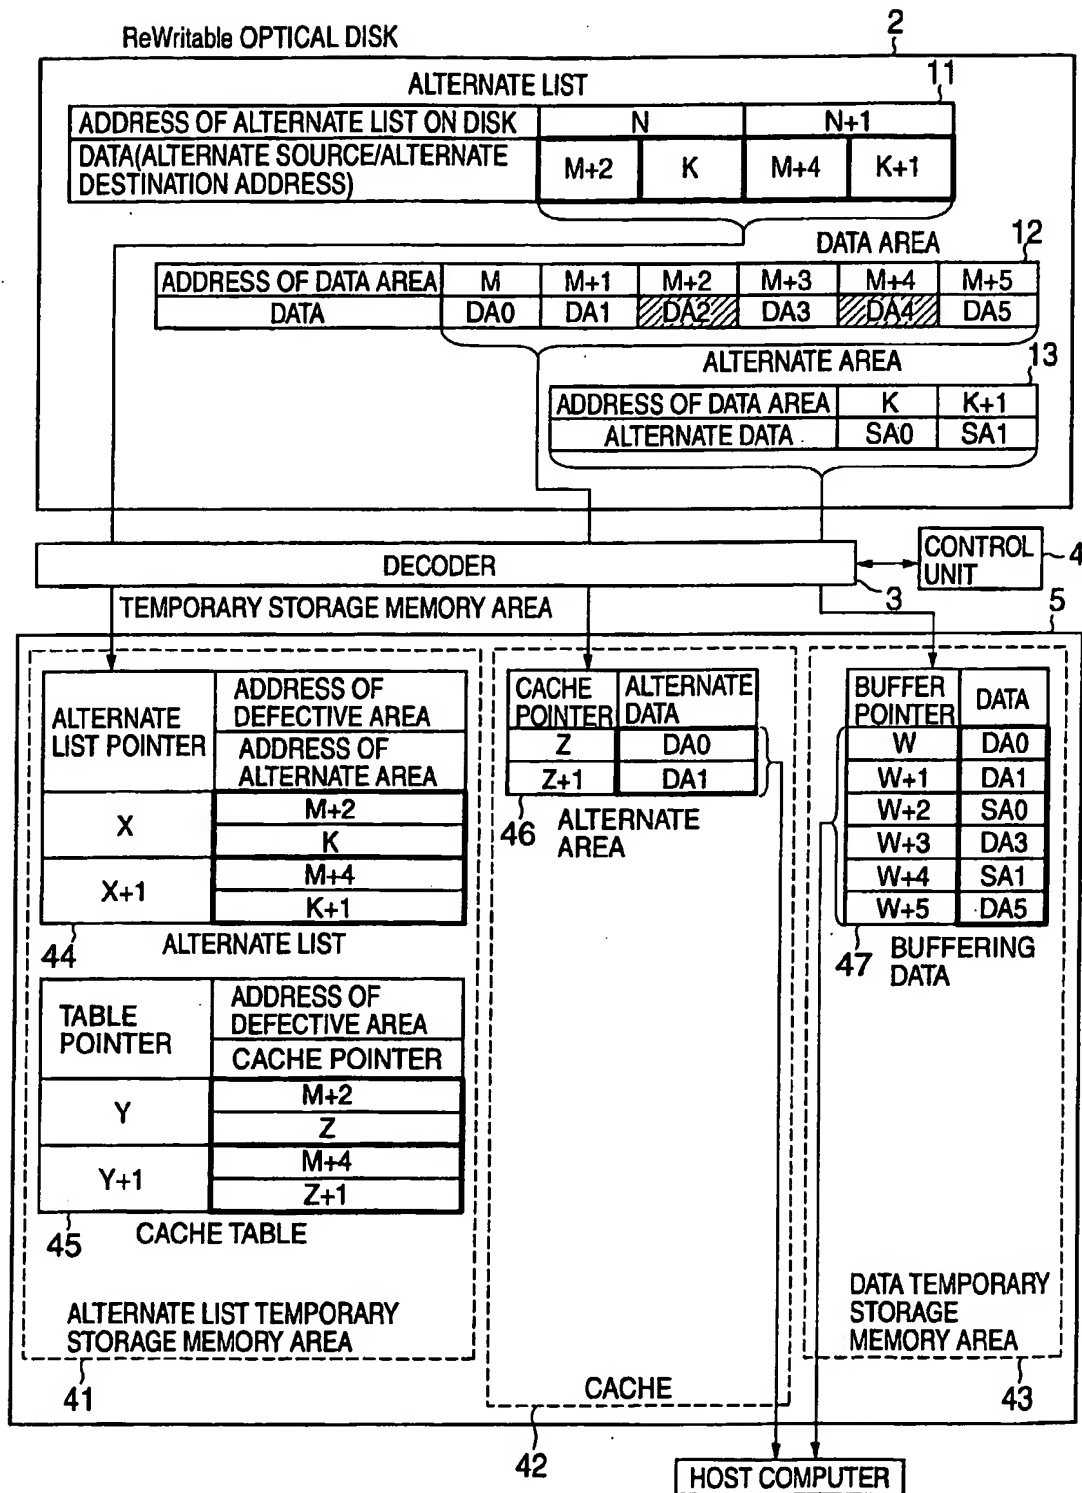 2
ReWritable OPTICAL DISK
11
ALTERNATE LIST
ADDRESS OF ALTERNATE LIST ON DISK N N+1
DATA(ALTERNATE SOURCE/ALTERNATE
DESTINATION ADDRESS)
M+2 K M+4 K+1
DATA AREA
12
ADDRESS OF DATA AREA M M+1 M+2 M+3 M+4 M+5
DATA DA0 DA1 DA2 DA3 DA4 DA5
ALTERNATE AREA
13
ADDRESS OF DATA AREA K K+1
ALTERNATE DATA SA0 SA1
DECODER
3
CONTROL
UNIT
4
TEMPORARY STORAGE MEMORY AREA
5
ALTERNATE
LIST POINTER
ADDRESS OF
DEFECTIVE AREA
ADDRESS OF
ALTERNATE AREA
X
M+2
K
X+1
M+4
K+1
44
ALTERNATE LIST
TABLE
POINTER
ADDRESS OF
DEFECTIVE AREA
CACHE POINTER
Y
M+2
Z
Y+1
M+4
Z+1
45
CACHE TABLE
ALTERNATE LIST TEMPORARY
STORAGE MEMORY AREA
41
CACHE
POINTER
ALTERNATE
DATA
Z DA0
Z+1 DA1
46
ALTERNATE
AREA
CACHE
42
BUFFER
POINTER
DATA
W DA0
W+1 DA1
W+2 SA0
W+3 DA3
W+4 SA1
W+5 DA5
47
BUFFERING
DATA
DATA TEMPORARY
STORAGE
MEMORY AREA
43
HOST COMPUTER